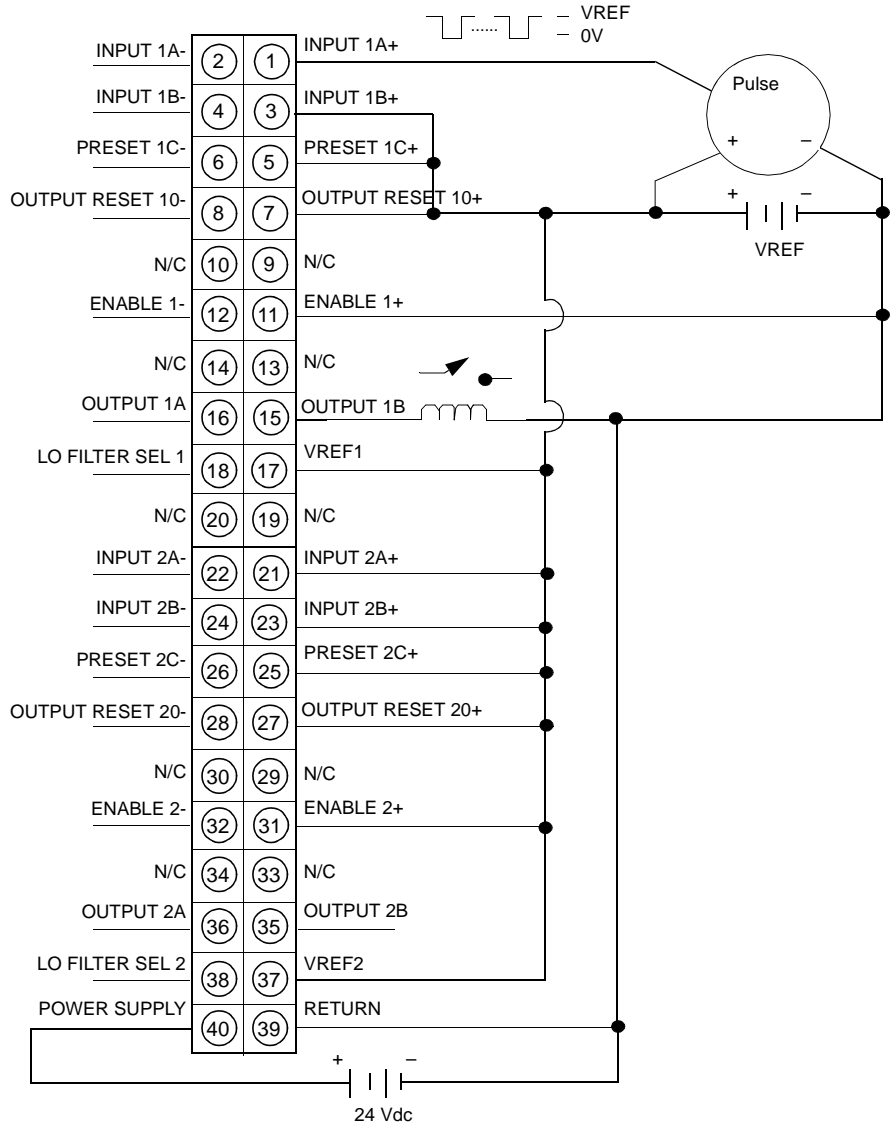 VREF
0V
INPUT 1A- 2 1 INPUT 1A+
Pulse
+ –
INPUT 1B- 4 3 INPUT 1B+
PRESET 1C- 6 5 PRESET 1C+
OUTPUT RESET 10- 8 7 OUTPUT RESET 10+
+ –
VREF
N/C 10 9 N/C
ENABLE 1- 12 11 ENABLE 1+
N/C 14 13 N/C
OUTPUT 1A 16 15 OUTPUT 1B
LO FILTER SEL 1 18 17 VREF1
N/C 20 19 N/C
INPUT 2A- 22 21 INPUT 2A+
INPUT 2B- 24 23 INPUT 2B+
PRESET 2C- 26 25 PRESET 2C+
OUTPUT RESET 20- 28 27 OUTPUT RESET 20+
N/C 30 29 N/C
ENABLE 2- 32 31 ENABLE 2+
N/C 34 33 N/C
OUTPUT 2A 36 35 OUTPUT 2B
LO FILTER SEL 2 38 37 VREF2
POWER SUPPLY 40 39 RETURN
+ –
24 Vdc